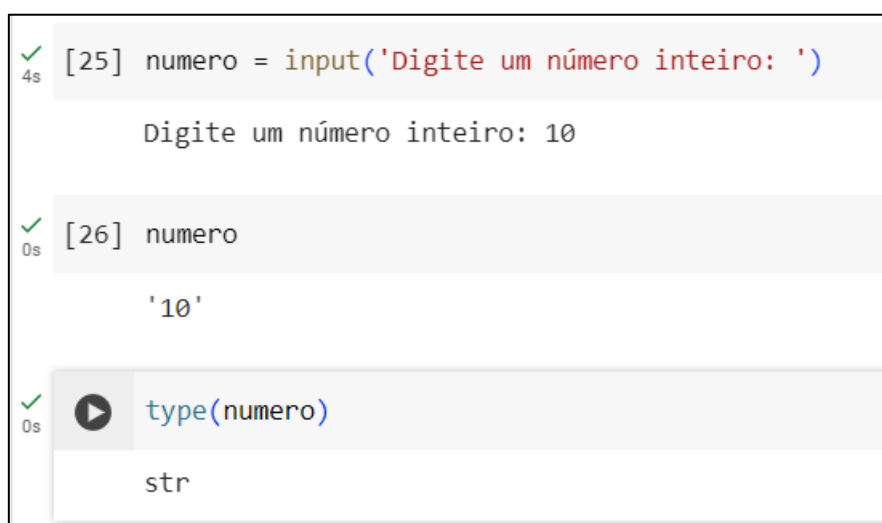 [25] numero = input('Digite um número inteiro: ')
4s
Digite um número inteiro: 10
[26] numero
0s
'10'
type(numero)
0s
str